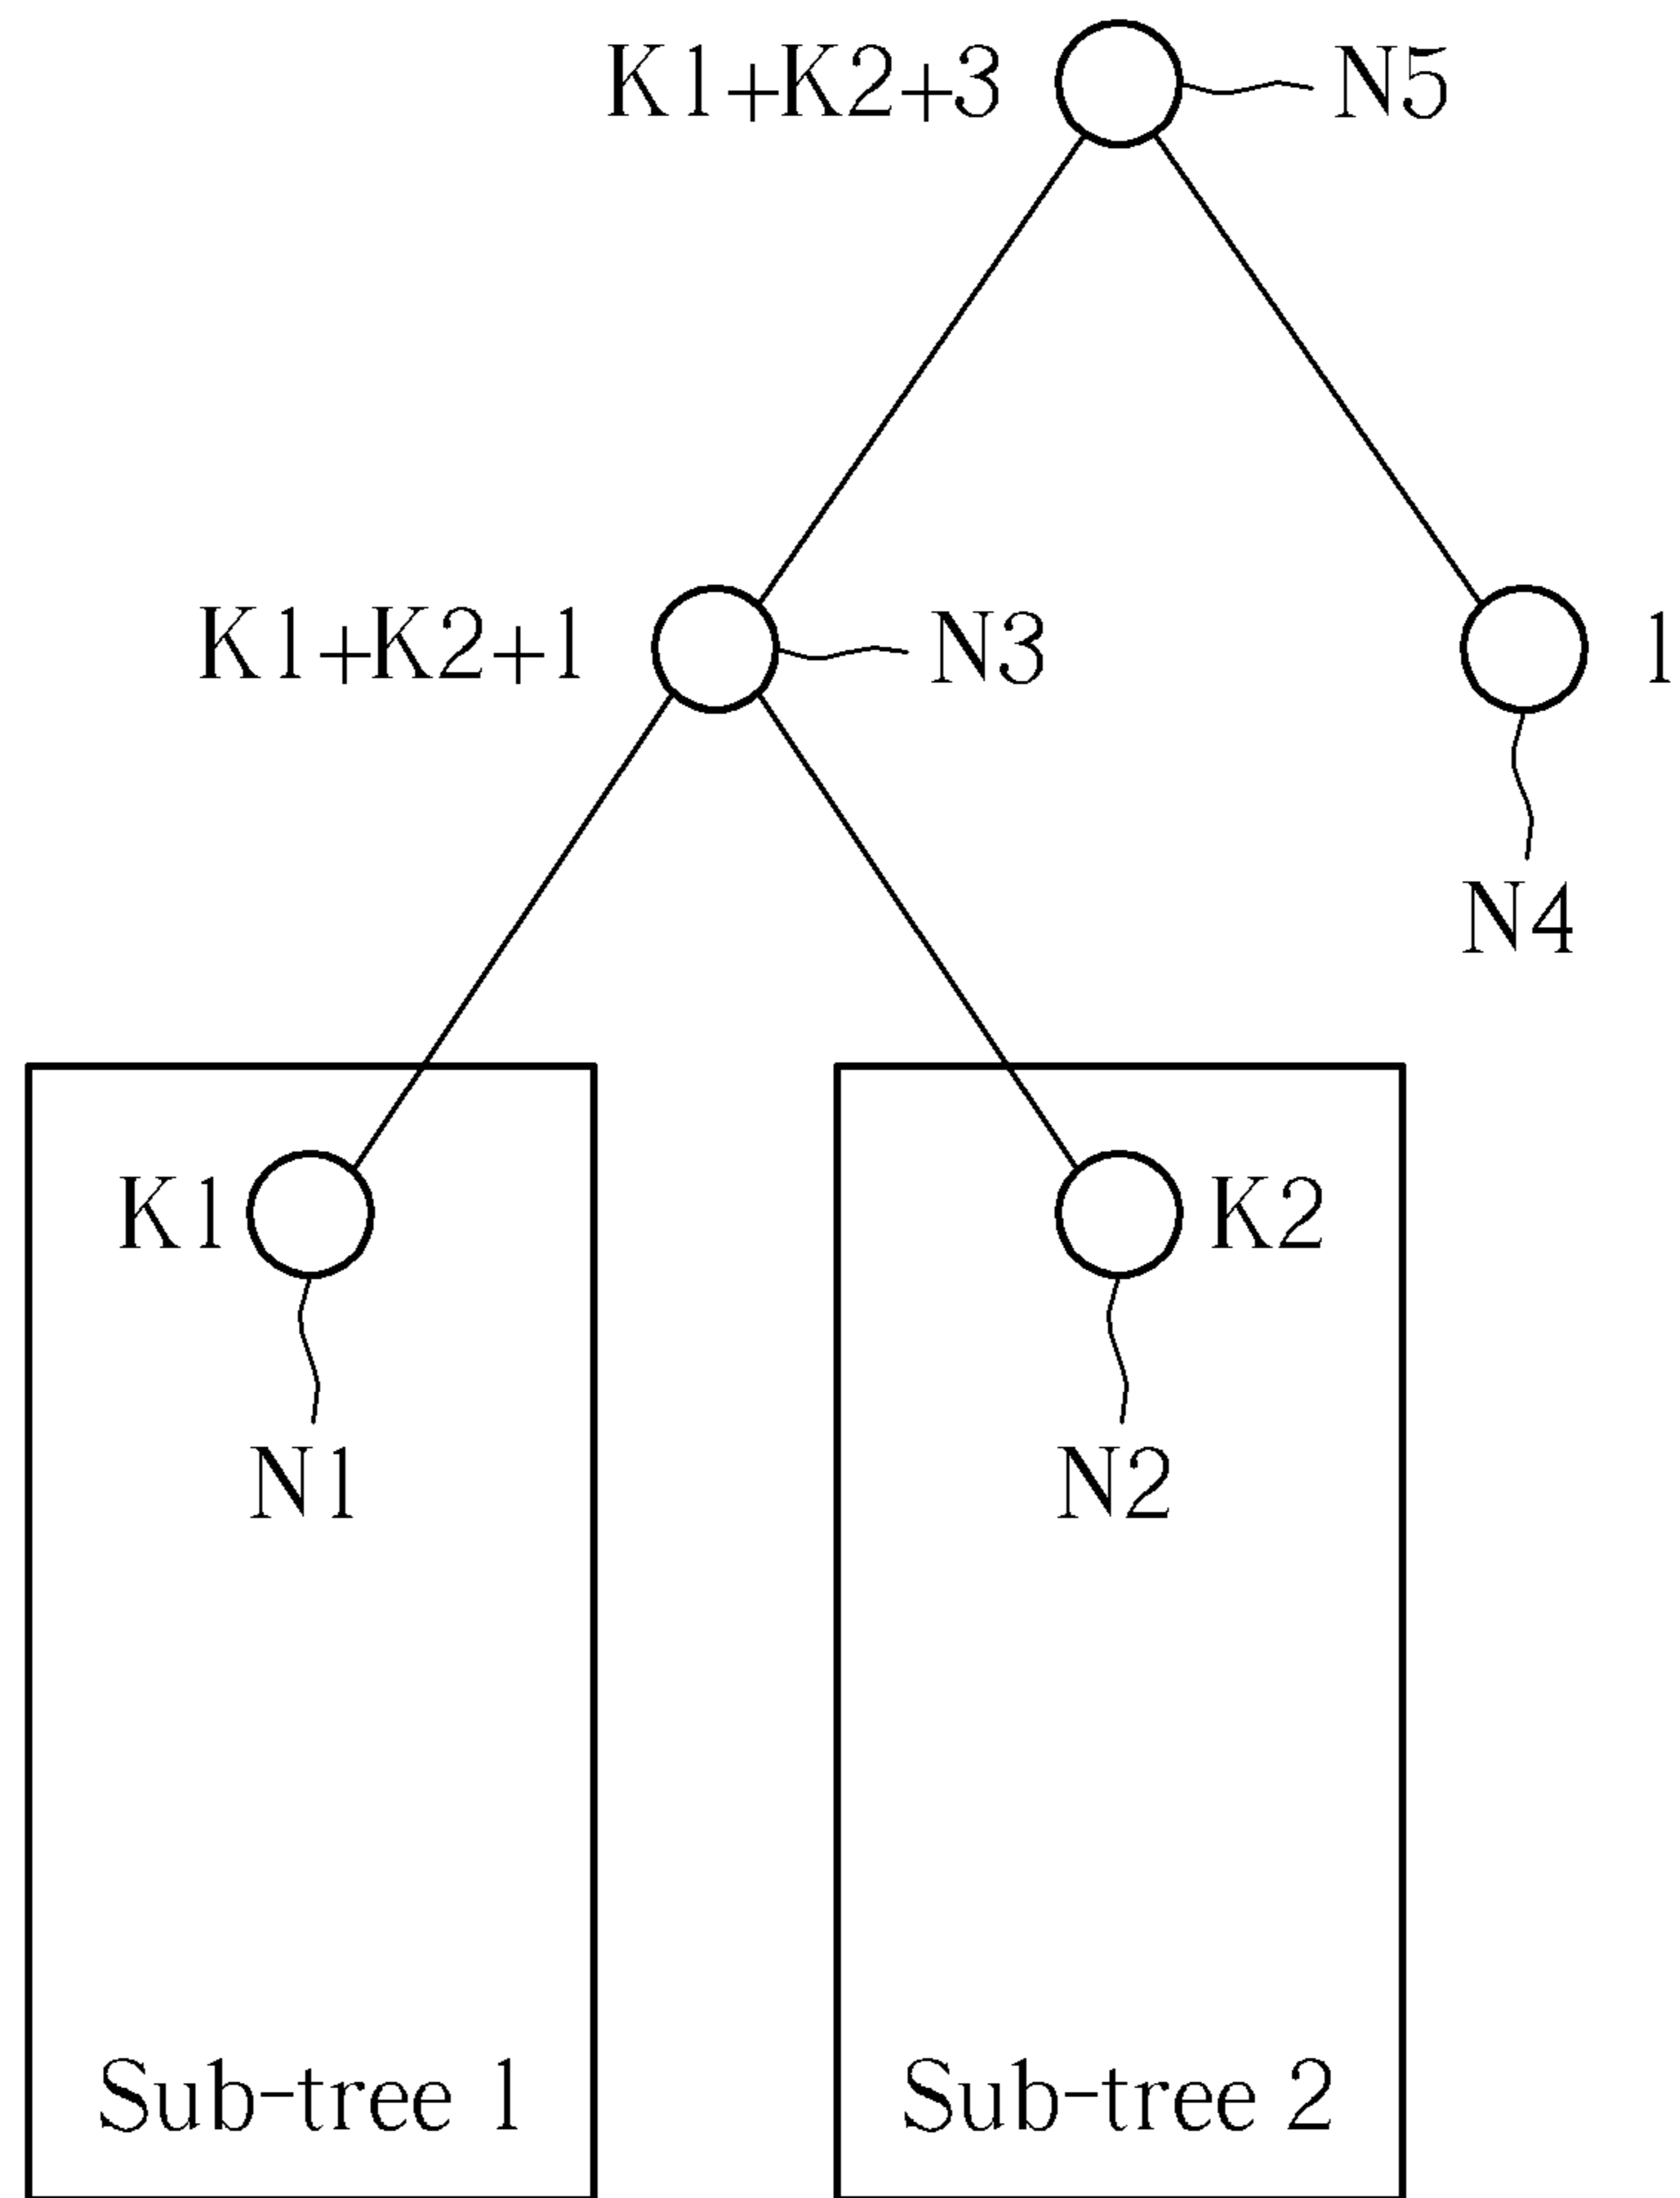 K1+K2+3 N5
K1+K2+1 N3 1
N4
K1 K2
N1 N2
Sub-tree 1 Sub-tree 2